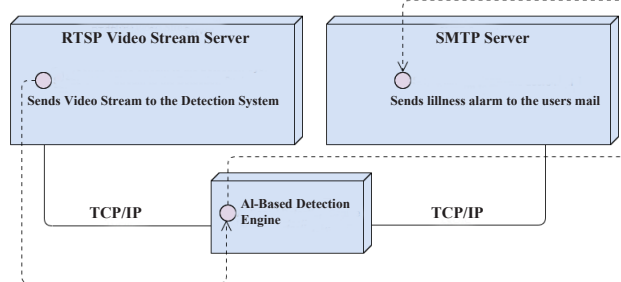 RTSP Video Stream Server
Sends Video Stream to the Detection System
SMTP Server
Sends lillness alarm to the users mail
AI-Based Detection
Engine
TCP/IP
TCP/IP